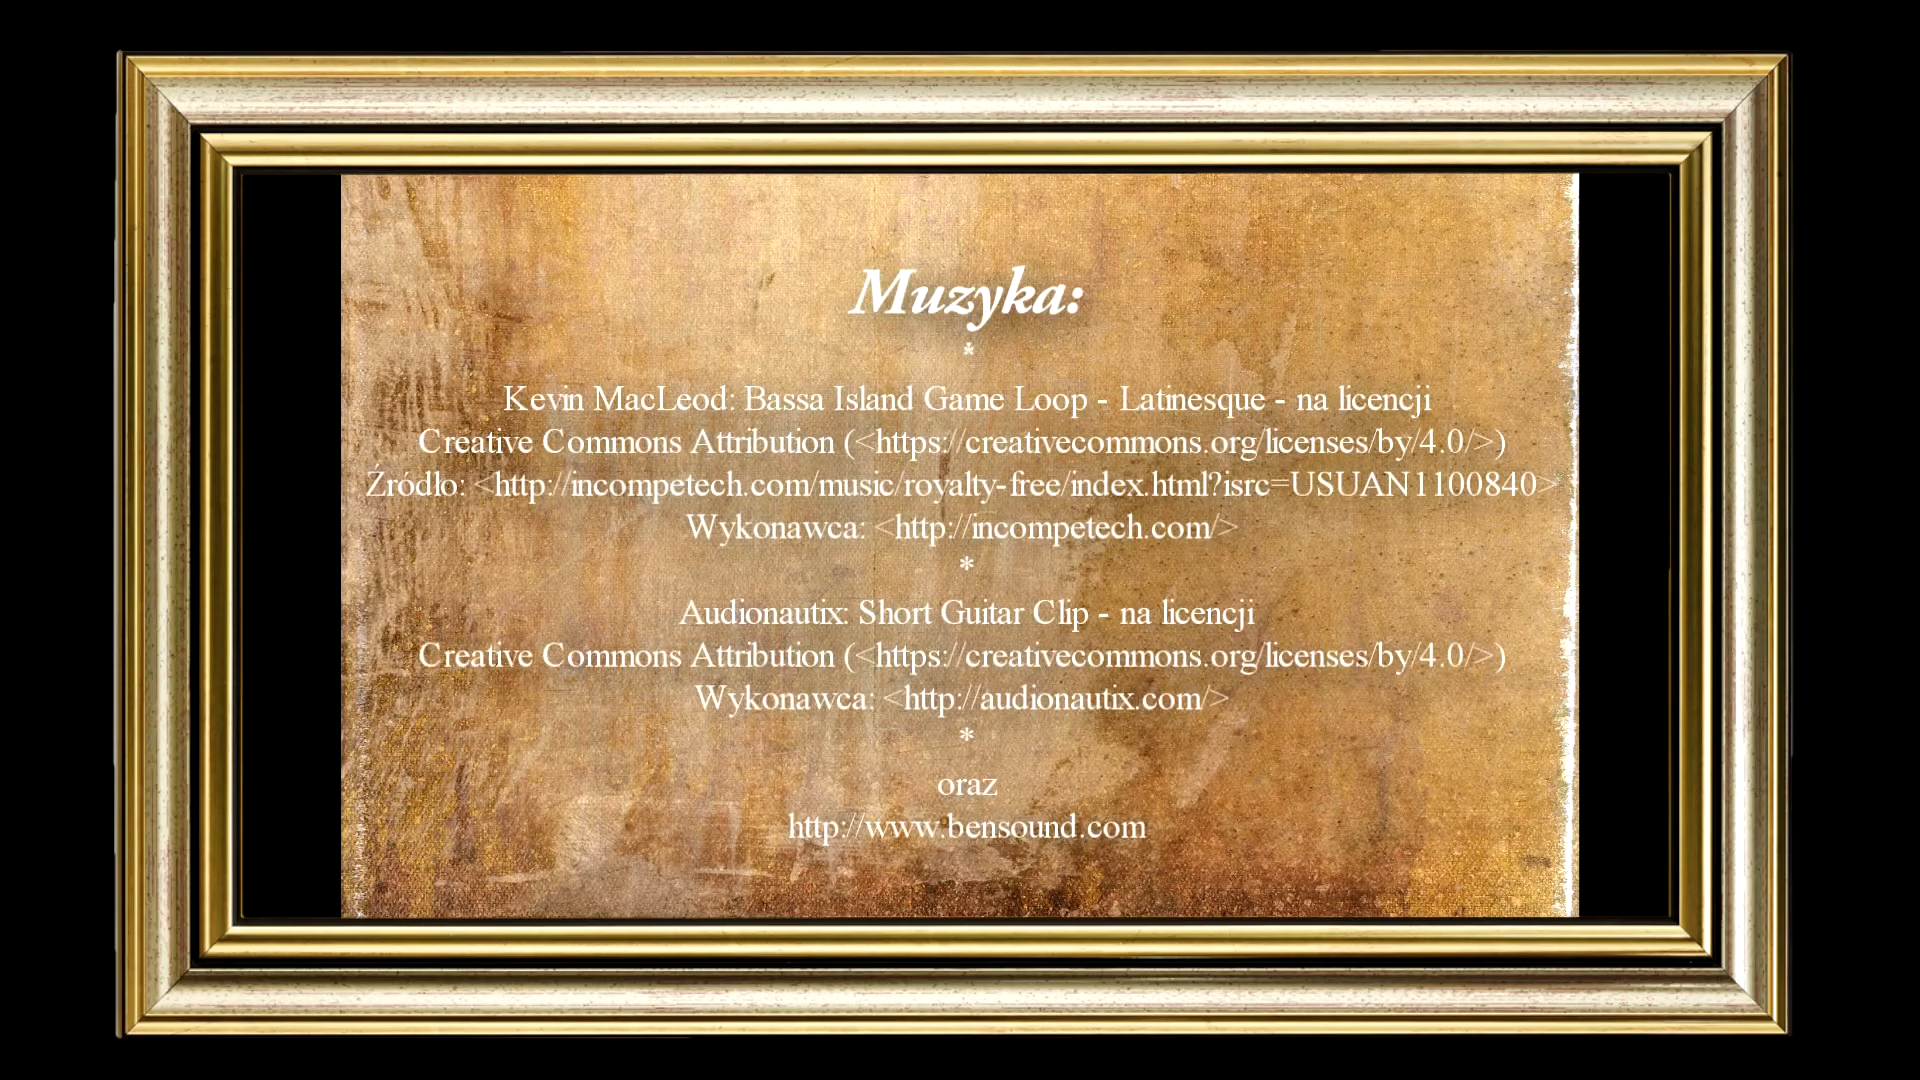 Muzyka:
*
Kevin MacLeod: Bassa Island Game Loop - Latinesque - na licencji
Creative Commons Attribution (<https://creativecommons.org/licenses/by/4.0/>)
Źródło: <http://incompetech.com/music/royalty-free/index.html?isrc=USUAN1100840>
Wykonawca: <http://incompetech.com/>
*
Audionautix: Short Guitar Clip - na licencji
Creative Commons Attribution (<https://creativecommons.org/licenses/by/4.0/>)
Wykonawca: <http://audionautix.com/>
*
oraz
http://www.bensound.com